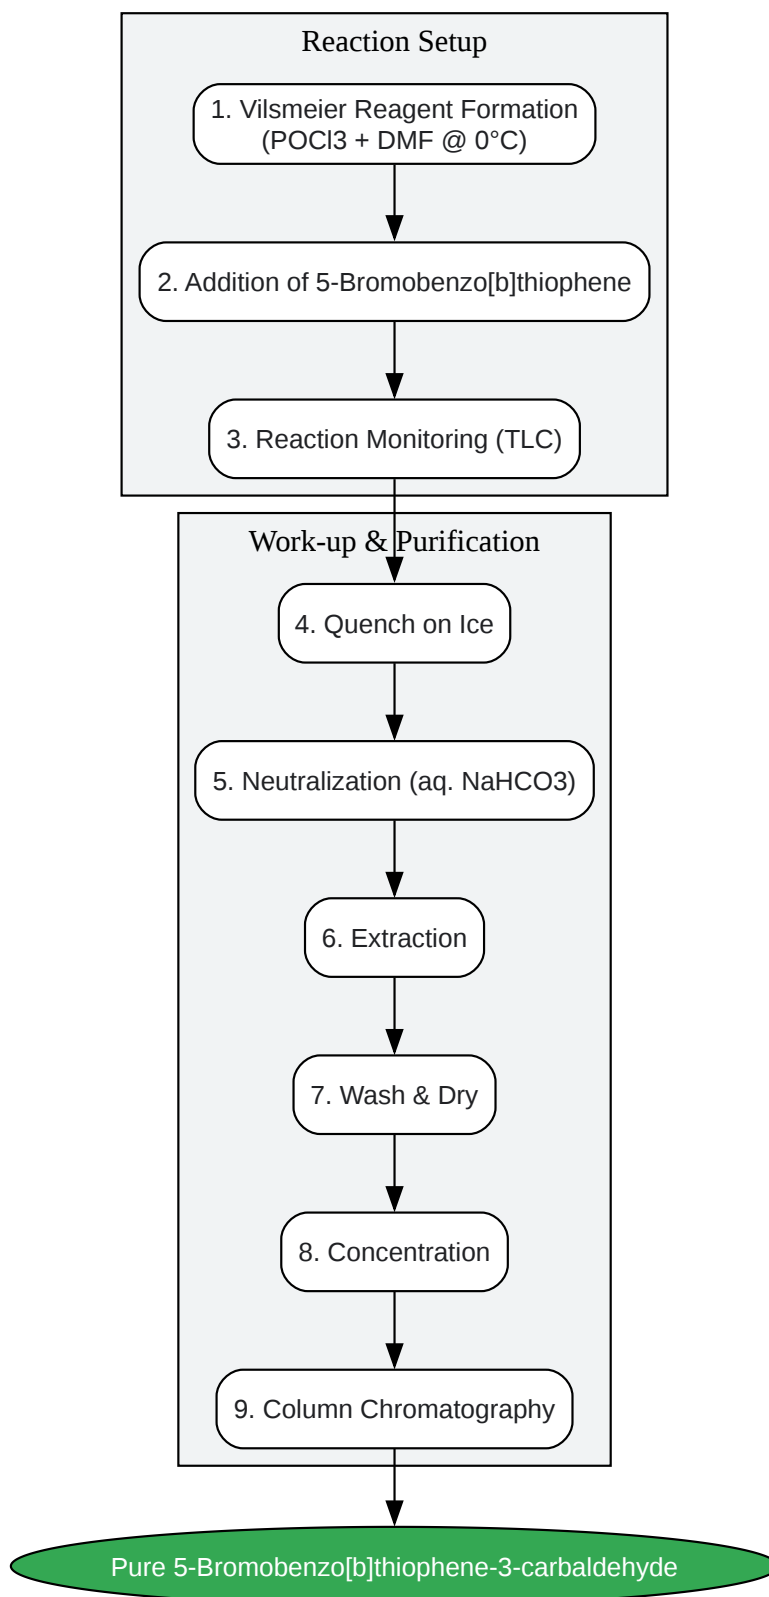 Reaction Setup
1. Vilsmeier Reagent Formation
(POCl3 + DMF @ 0°C)
2. Addition of 5-Bromobenzo[b]thiophene
3. Reaction Monitoring (TLC)
Work-up & Purification
4. Quench on Ice
5. Neutralization (aq. NaHCO3)
6. Extraction
7. Wash & Dry
8. Concentration
9. Column Chromatography
Pure 5-Bromobenzo[b]thiophene-3-carbaldehyde